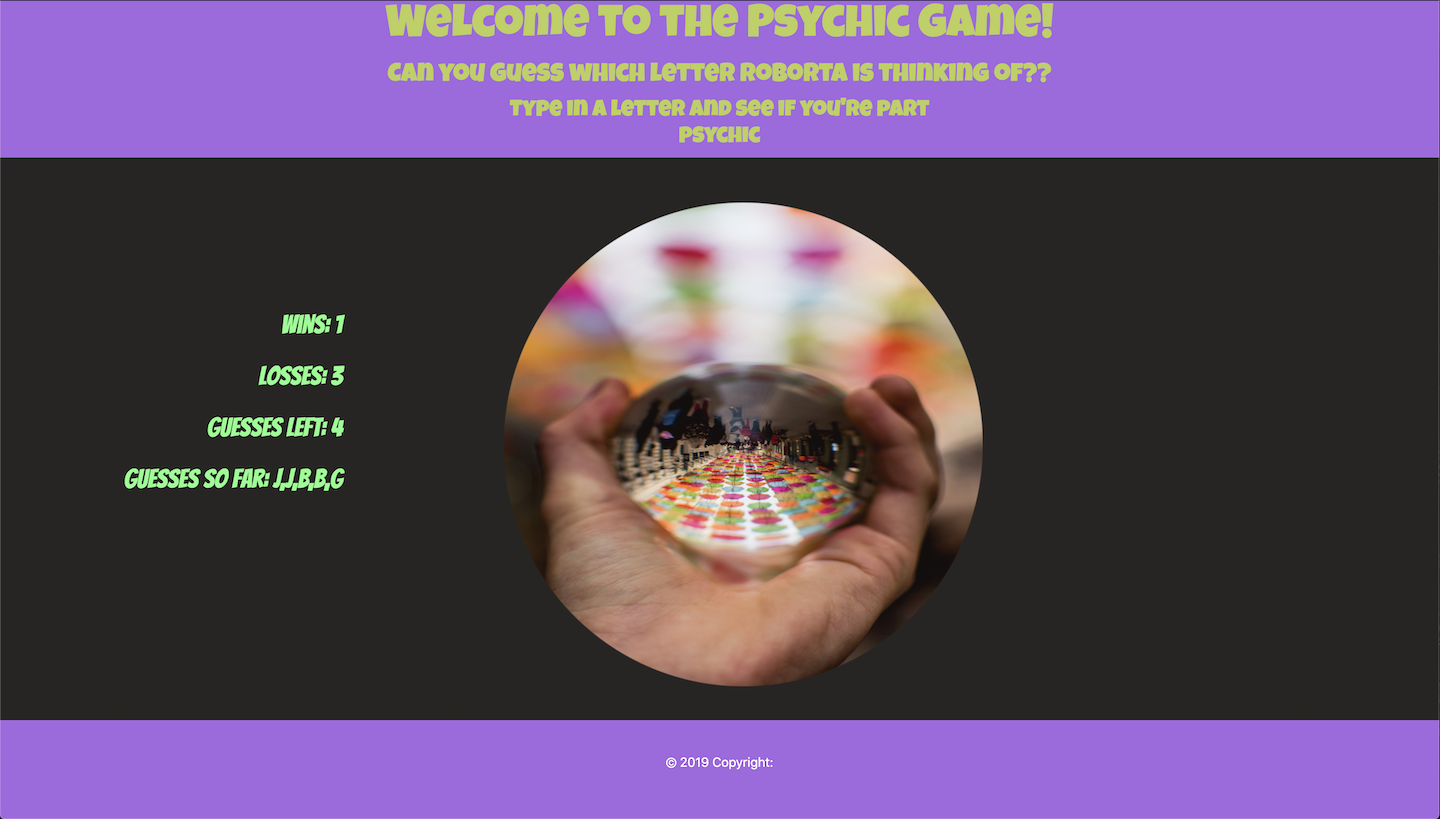 Welcome to the Psychic Game!
Can you guess which letter Roborta is thinking of??
Type in a letter and see if you're part
psychic
WINS: 1
LOSSES: 3
GUESSES LEFT: 4
GUESSES SO FAR: J,J,B,B,G
© 2019 Copyright: